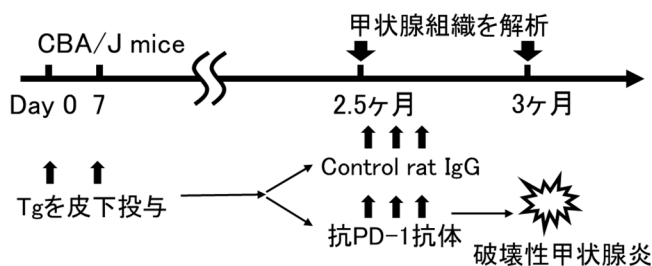 甲状腺組織を解析
CBA/J mice
Day 0 7
2.5ヶ月
3ヶ月
Control rat IgG
Tgを皮下投与
抗PD-1抗体
破壊性甲状腺炎